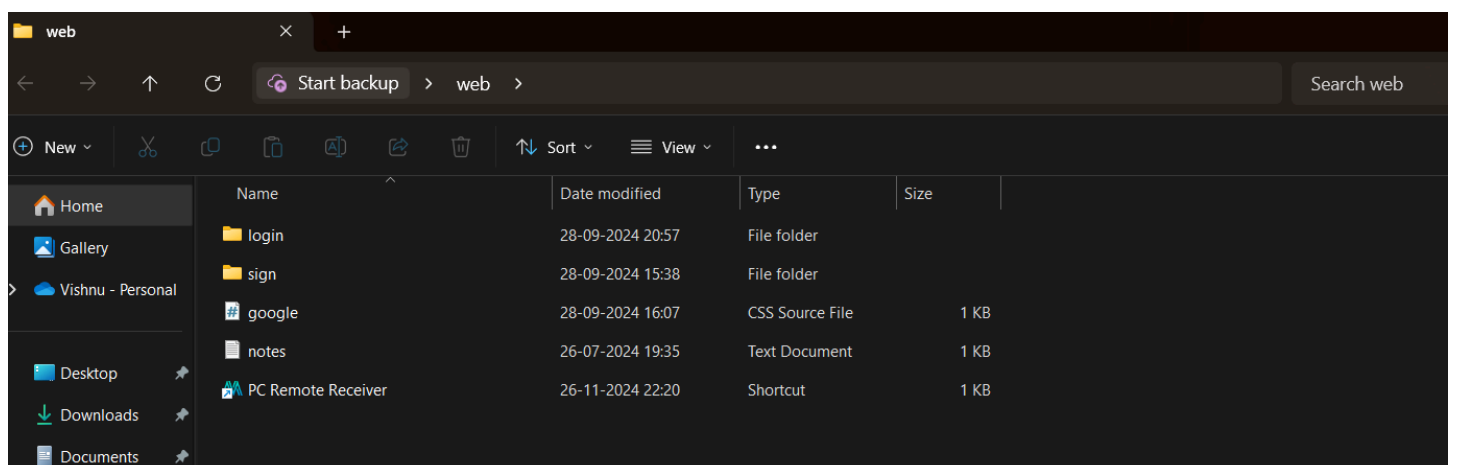 web
Start backup > web >
Search web
New
Sort
View
Name Date modified Type Size
Home
Gallery
Vishnu - Personal
Desktop
Downloads
Documents
login 28-09-2024 20:57 File folder
sign 28-09-2024 15:38 File folder
google 28-09-2024 16:07 CSS Source File 1 KB
notes 26-07-2024 19:35 Text Document 1 KB
PC Remote Receiver 26-11-2024 22:20 Shortcut 1 KB